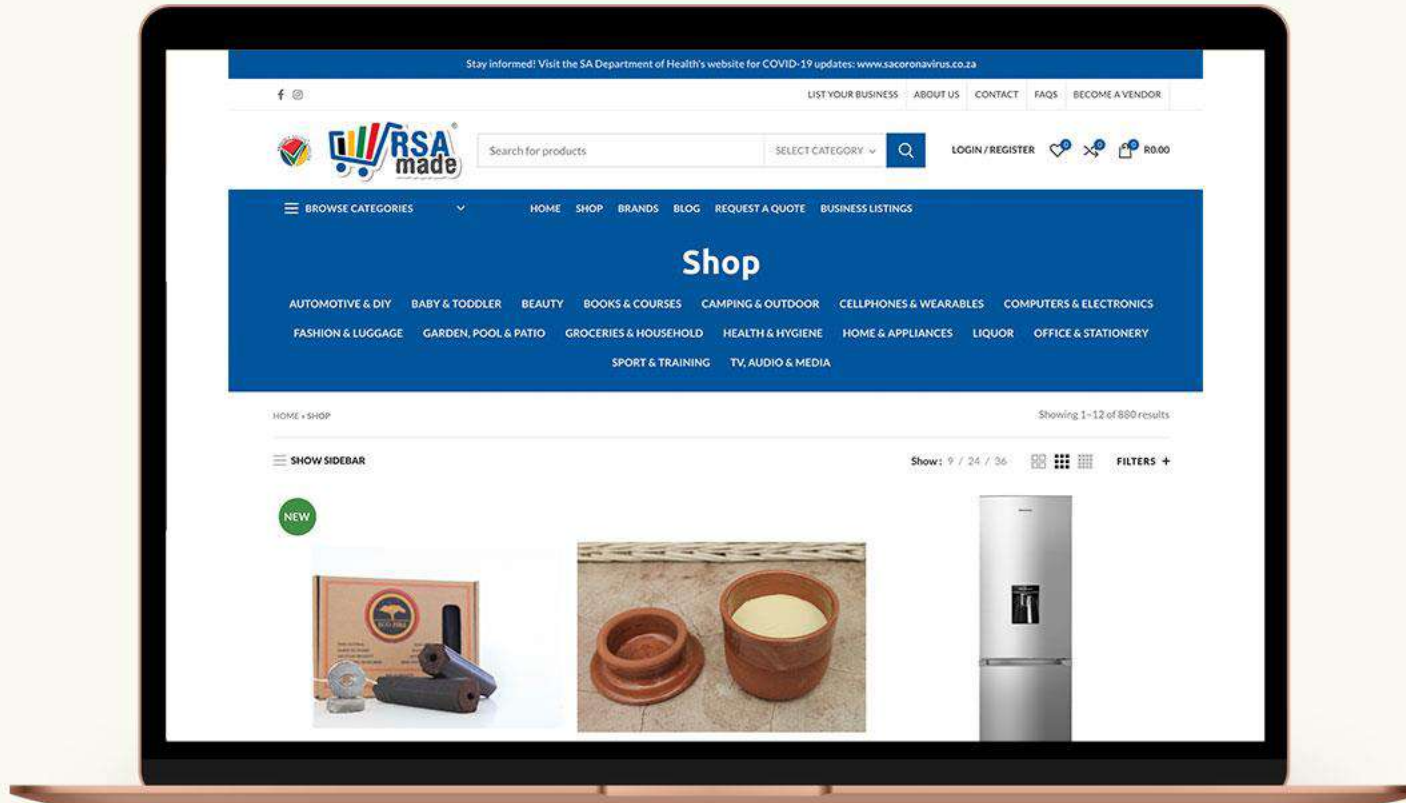 Stay informed! Visit the SA Department of Health's website for COVID-19 updates: www.sacoronavirus.co.za
LIST YOUR BUSINESS ABOUT US CONTACT FAQS BECOME A VENDOR
RSA made
Search for products SELECT CATEGORY LOGIN / REGISTER 0 0 0 R0.00
BROWSE CATEGORIES HOME SHOP BRANDS BLOG REQUEST A QUOTE BUSINESS LISTINGS
Shop
AUTOMOTIVE & DIY BABY & TODDLER BEAUTY BOOKS & COURSES CAMPING & OUTDOOR CELLPHONES & WEARABLES COMPUTERS & ELECTRONICS
FASHION & LUGGAGE GARDEN, POOL & PATIO GROCERIES & HOUSEHOLD HEALTH & HYGIENE HOME & APPLIANCES LIQUOR OFFICE & STATIONERY
SPORT & TRAINING TV, AUDIO & MEDIA
HOME » SHOP Showing 1–12 of 880 results
SHOW SIDEBAR Show : 9 / 24 / 36 FILTERS +
NEW
ECO FIRE